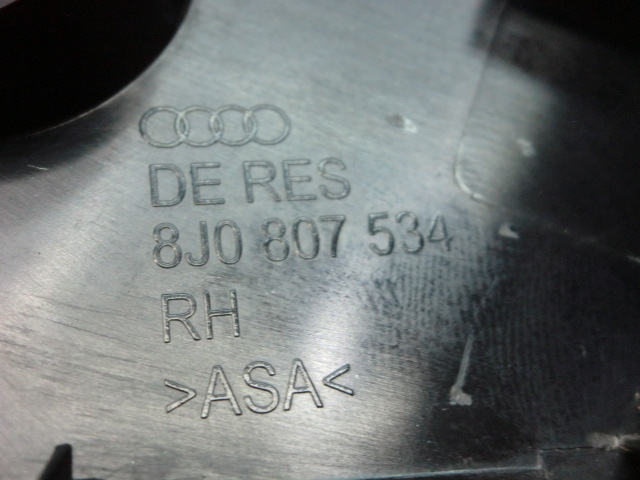 DE RES
8J0 807 534
RH
>ASA<